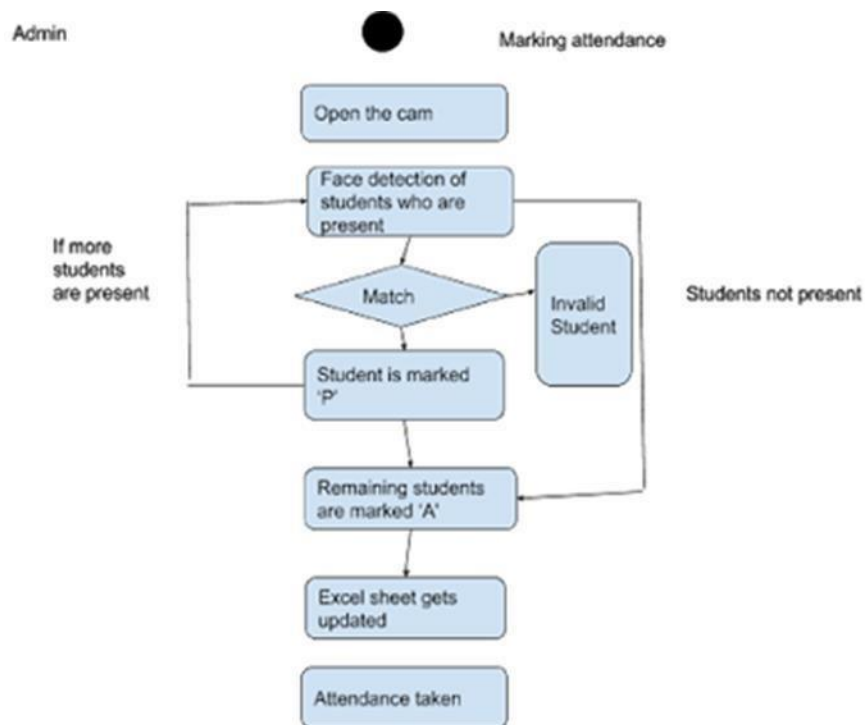 Admin
Marking attendance
Open the cam
Face detection of
students who are
present
If more
students
are present
Match
Invalid
Student
Students not present
Student is marked
‘P’
Remaining students
are marked ‘A’
Excel sheet gets
updated
Attendance taken